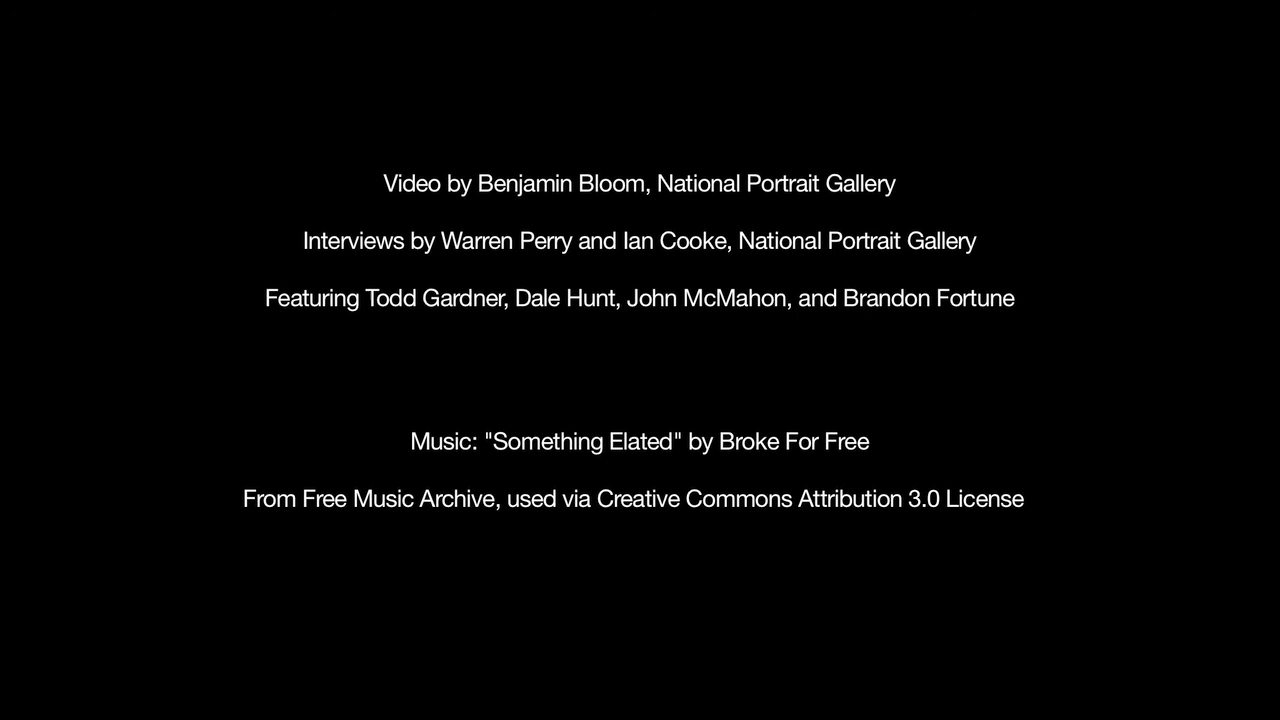 Video by Benjamin Bloom, National Portrait Gallery
Interviews by Warren Perry and Ian Cooke, National Portrait Gallery
Featuring Todd Gardner, Dale Hunt, John McMahon, and Brandon Fortune
Music: "Something Elated" by Broke For Free
From Free Music Archive, used via Creative Commons Attribution 3.0 License